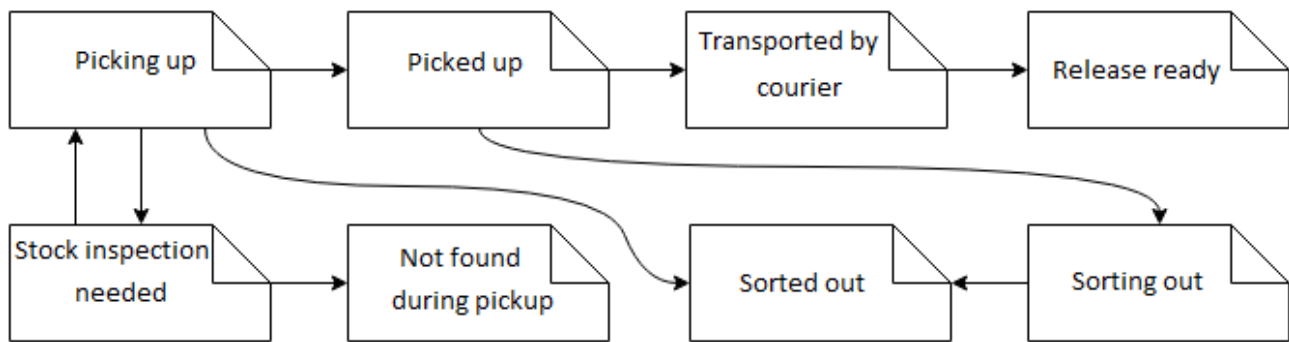 Picking up
Picked up
Transported by
courier
Release ready
Stock inspection
needed
Not found
during pickup
Sorted out
Sorting out